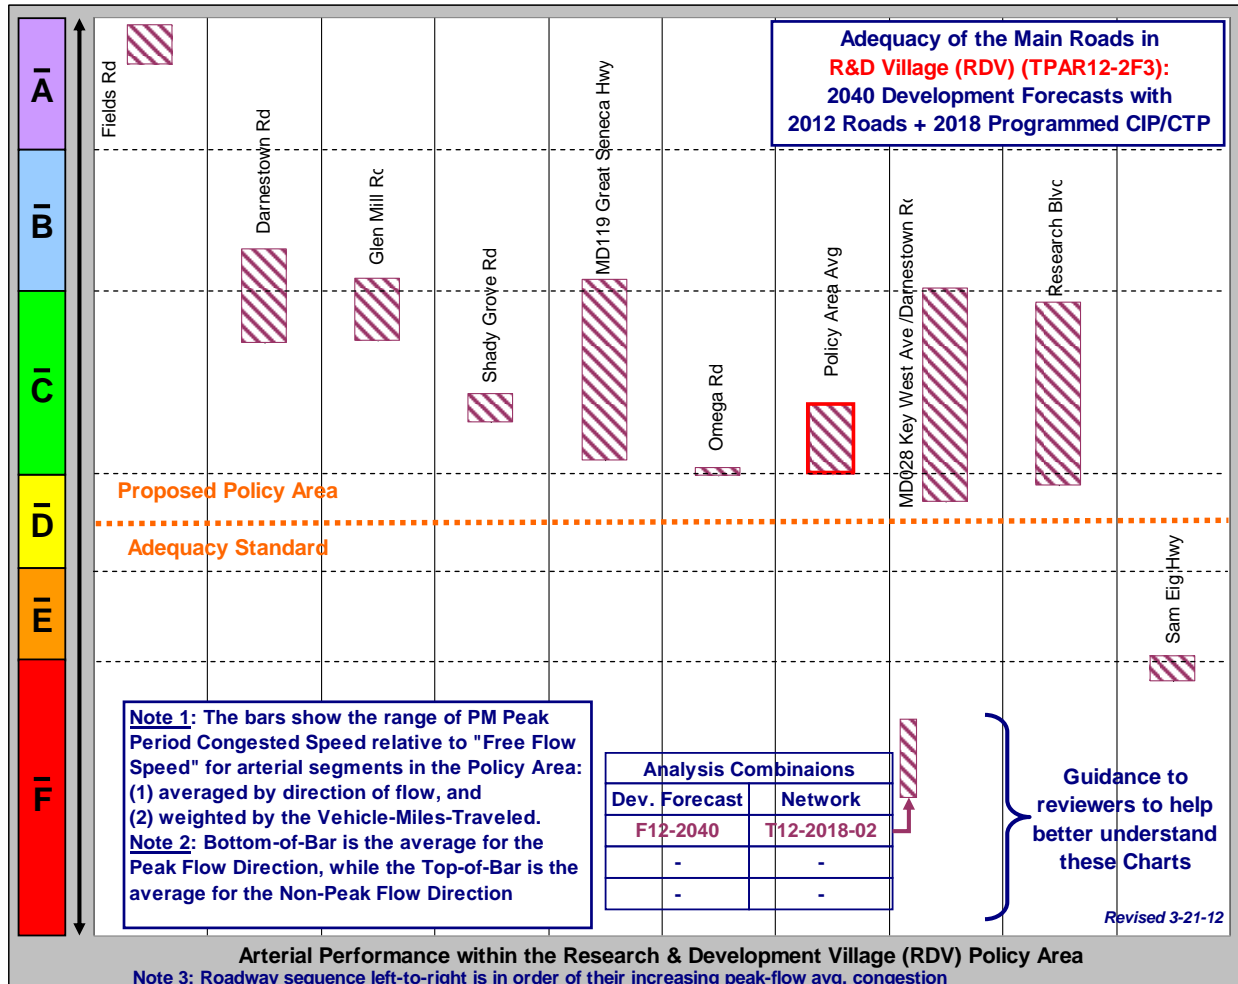 Adequacy of the Main Roads in
R&D Village (RDV) (TPAR12-2F3):
2040 Development Forecasts with
2012 Roads + 2018 Programmed CIP/CTP
A
B
C
D
E
F
Fields Rd
Darnestown Rd
Glen Mill Rd
Shady Grove Rd
MD119 Great Seneca Hwy
Omega Rd
Policy Area Avg
MD028 Key West Ave /Darnestown Rd
Research Blvd
Sam Eig Hwy
Proposed Policy Area
Adequacy Standard
Note 1: The bars show the range of PM Peak
Period Congested Speed relative to "Free Flow
Speed" for arterial segments in the Policy Area:
(1) averaged by direction of flow, and
(2) weighted by the Vehicle-Miles-Traveled.
Note 2: Bottom-of-Bar is the average for the
Peak Flow Direction, while the Top-of-Bar is the
average for the Non-Peak Flow Direction
Analysis Combinaions
Dev. Forecast Network
F12-2040 T12-2018-02
- -
- -
Guidance to
reviewers to help
better understand
these Charts
Revised 3-21-12
Arterial Performance within the Research & Development Village (RDV) Policy Area
Note 3: Roadway sequence left-to-right is in order of their increasing peak-flow avg. congestion